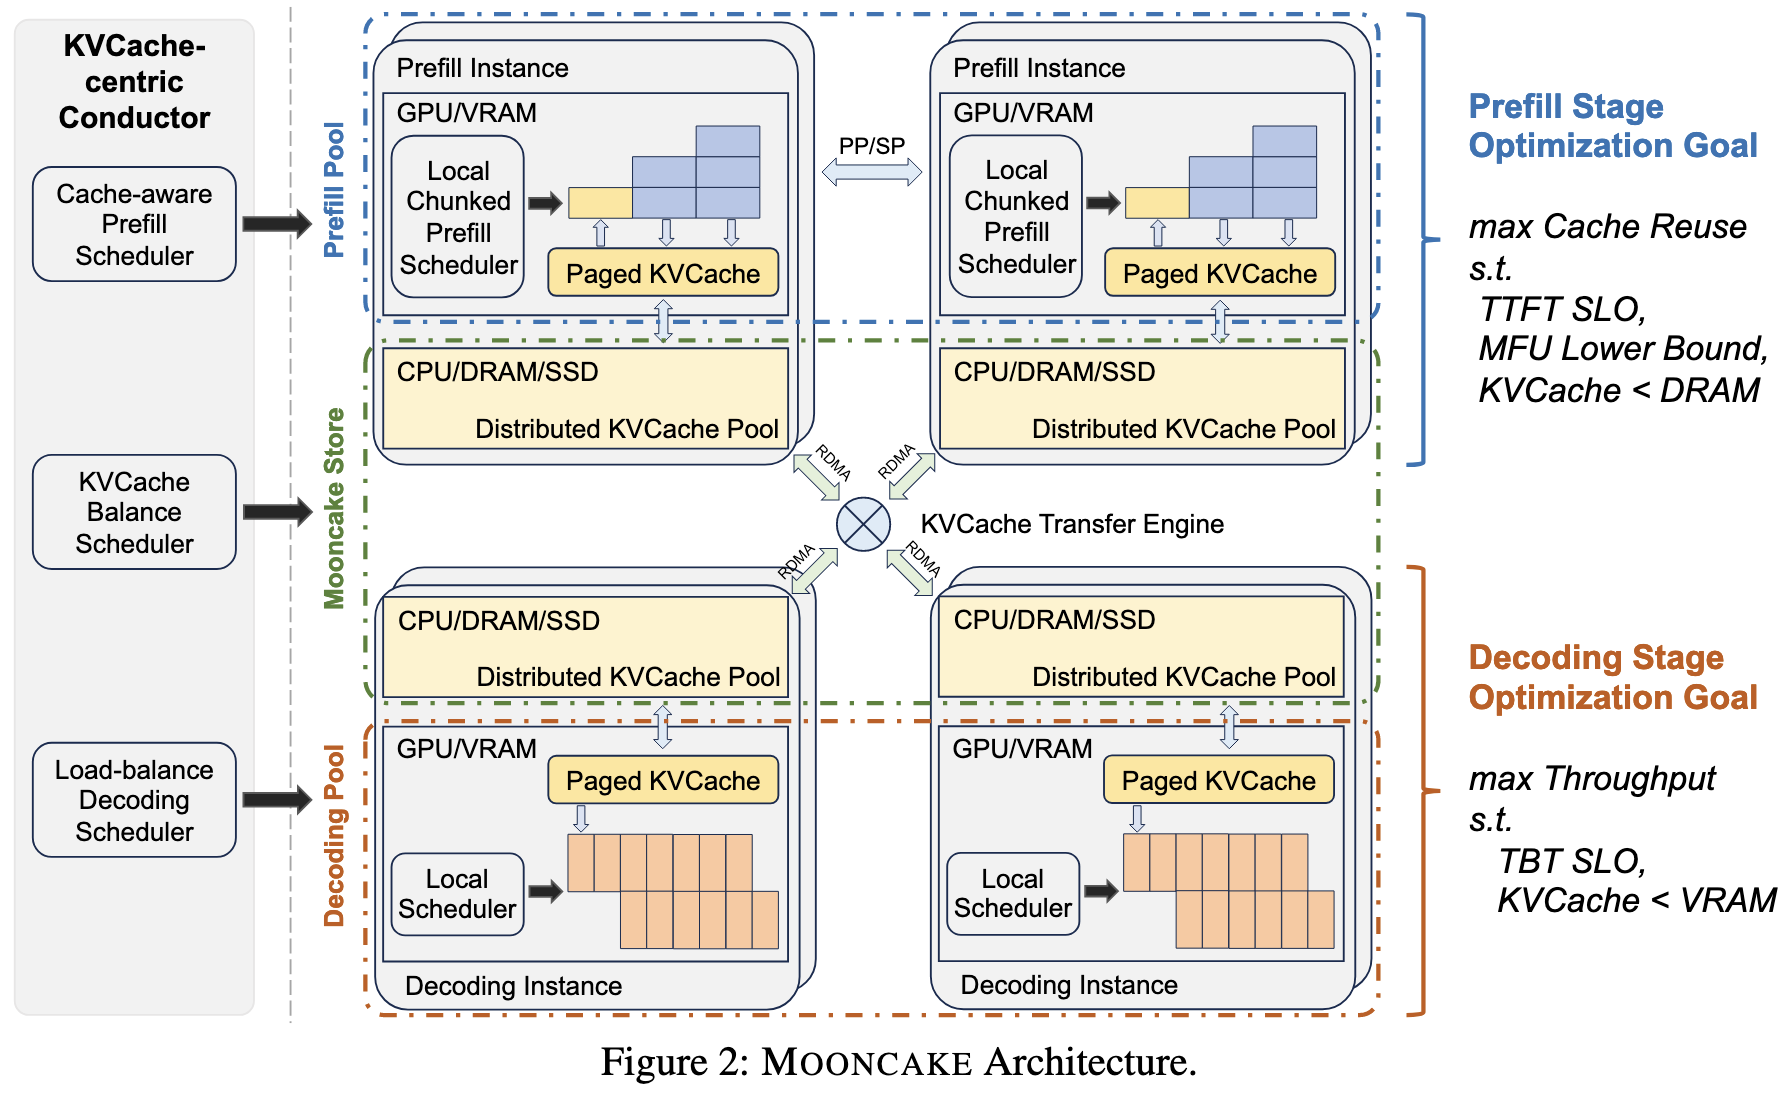 KVCache-
centric
Conductor
Cache-aware
Prefill
Scheduler
KVCache
Balance
Scheduler
Load-balance
Decoding
Scheduler
Prefill Pool
Mooncake Store
Decoding Pool
Prefill Instance
GPU/VRAM
Local
Chunked
Prefill
Scheduler
Paged KVCache
CPU/DRAM/SSD
Distributed KVCache Pool
PP/SP
Prefill Instance
GPU/VRAM
Local
Chunked
Prefill
Scheduler
Paged KVCache
CPU/DRAM/SSD
Distributed KVCache Pool
RDMA
RDMA
KVCache Transfer Engine
RDMA
RDMA
CPU/DRAM/SSD
Distributed KVCache Pool
GPU/VRAM
Paged KVCache
Local
Scheduler
Decoding Instance
CPU/DRAM/SSD
Distributed KVCache Pool
GPU/VRAM
Paged KVCache
Local
Scheduler
Decoding Instance
Prefill Stage
Optimization Goal
max Cache Reuse
s.t.
TTFT SLO,
MFU Lower Bound,
KVCache < DRAM
Decoding Stage
Optimization Goal
max Throughput
s.t.
TBT SLO,
KVCache < VRAM
Figure 2: MOONCAKE Architecture.